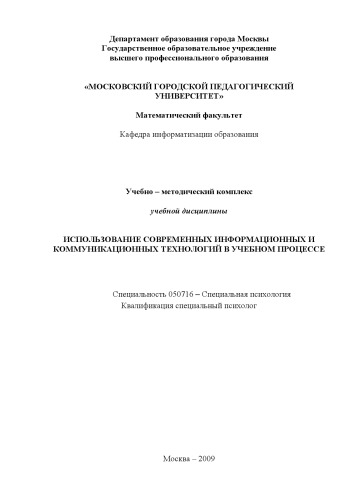 Департамент образования города Москвы
Государственное образовательное учреждение
высшего профессионального образования
«МОСКОВСКИЙ ГОРОДСКОЙ ПЕДАГОГИЧЕСКИЙ
УНИВЕРСИТЕТ»
Математический факультет
Кафедра информатизации образования
Учебно – методический комплекс
учебной дисциплины
ИСПОЛЬЗОВАНИЕ СОВРЕМЕННЫХ ИНФОРМАЦИОННЫХ И
КОММУНИКАЦИОННЫХ ТЕХНОЛОГИЙ В УЧЕБНОМ ПРОЦЕССЕ
Специальность 050716 – Специальная психология
Квалификация специальный психолог
Москва – 2009